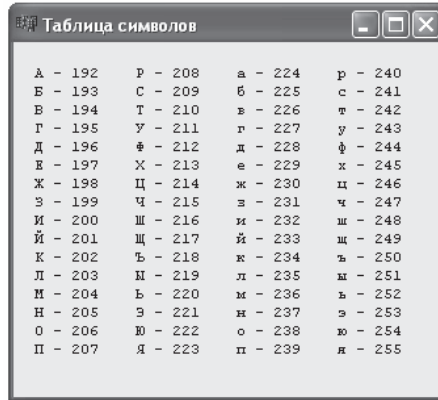 Таблица символов
А - 192 Р - 208 а - 224 р - 240
Б - 193 С - 209 б - 225 с - 241
В - 194 Т - 210 в - 226 т - 242
Г - 195 У - 211 г - 227 у - 243
Д - 196 Ф - 212 д - 228 ф - 244
Е - 197 Х - 213 е - 229 х - 245
Ж - 198 Ц - 214 ж - 230 ц - 246
З - 199 Ч - 215 з - 231 ч - 247
И - 200 Ш - 216 и - 232 ш - 248
Й - 201 Щ - 217 й - 233 щ - 249
К - 202 Ъ - 218 к - 234 ъ - 250
Л - 203 Ы - 219 л - 235 ы - 251
М - 204 Ь - 220 м - 236 ь - 252
Н - 205 Э - 221 н - 237 э - 253
О - 206 Ю - 222 о - 238 ю - 254
П - 207 Я - 223 п - 239 я - 255